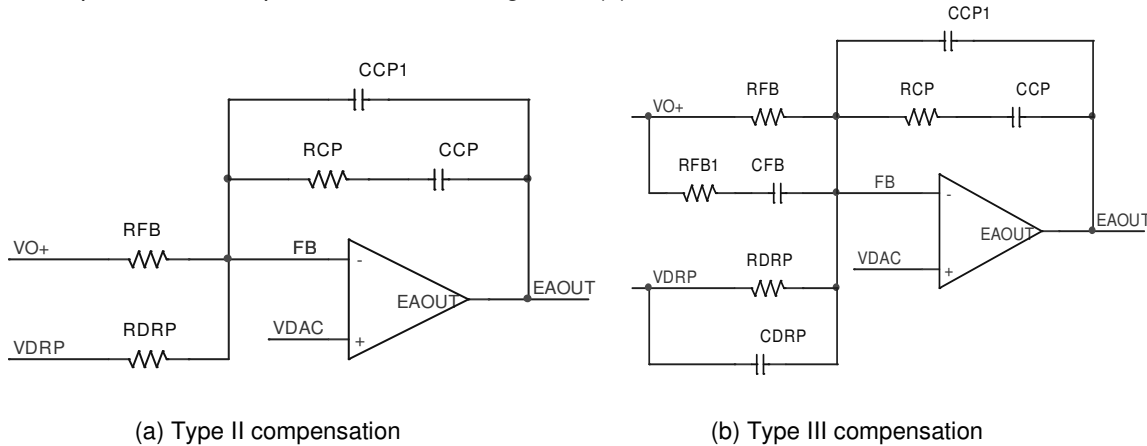 CCP1
RCP
CCP
RFB
VO+
FB
-
EAOUT
EAOUT
RDRP
VDRP
VDAC
+
(a) Type II compensation
CCP1
RFB
RCP
CCP
VO+
RFB1
CFB
FB
-
EAOUT
EAOUT
RDRP
VDAC
+
VDRP
CDRP
(b) Type III compensation